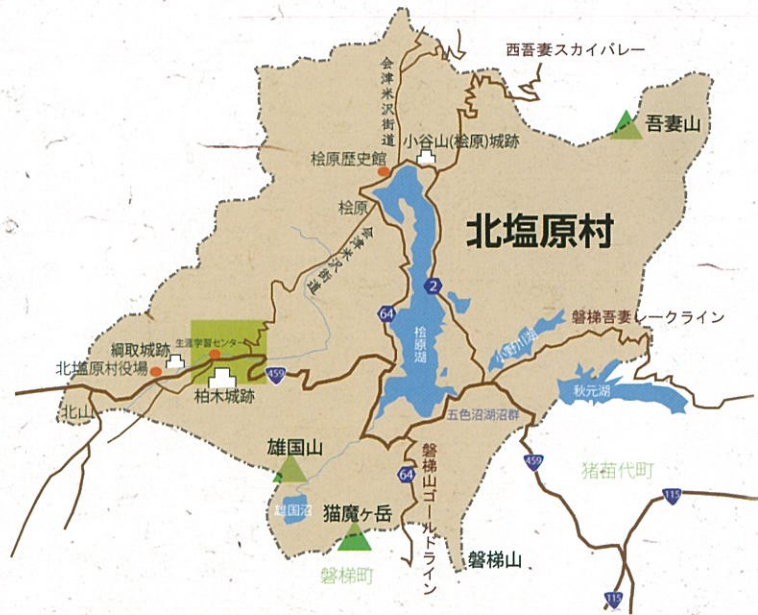 西吾妻スカイバレー
会津米沢街道
吾妻山
小谷山(桧原)城跡
桧原歴史館
桧原
会津米沢街道
北塩原村
2
64
磐梯吾妻レークライン
小野川湖
桧原湖
生涯学習センター
綱取城跡
北塩原村役場
459
柏木城跡
秋元湖
北山
五色沼湖沼群
雄国山
磐梯山ゴールドライン
64
459
猪苗代町
115
雄国沼
猫魔ヶ岳
磐梯山
磐梯町
115